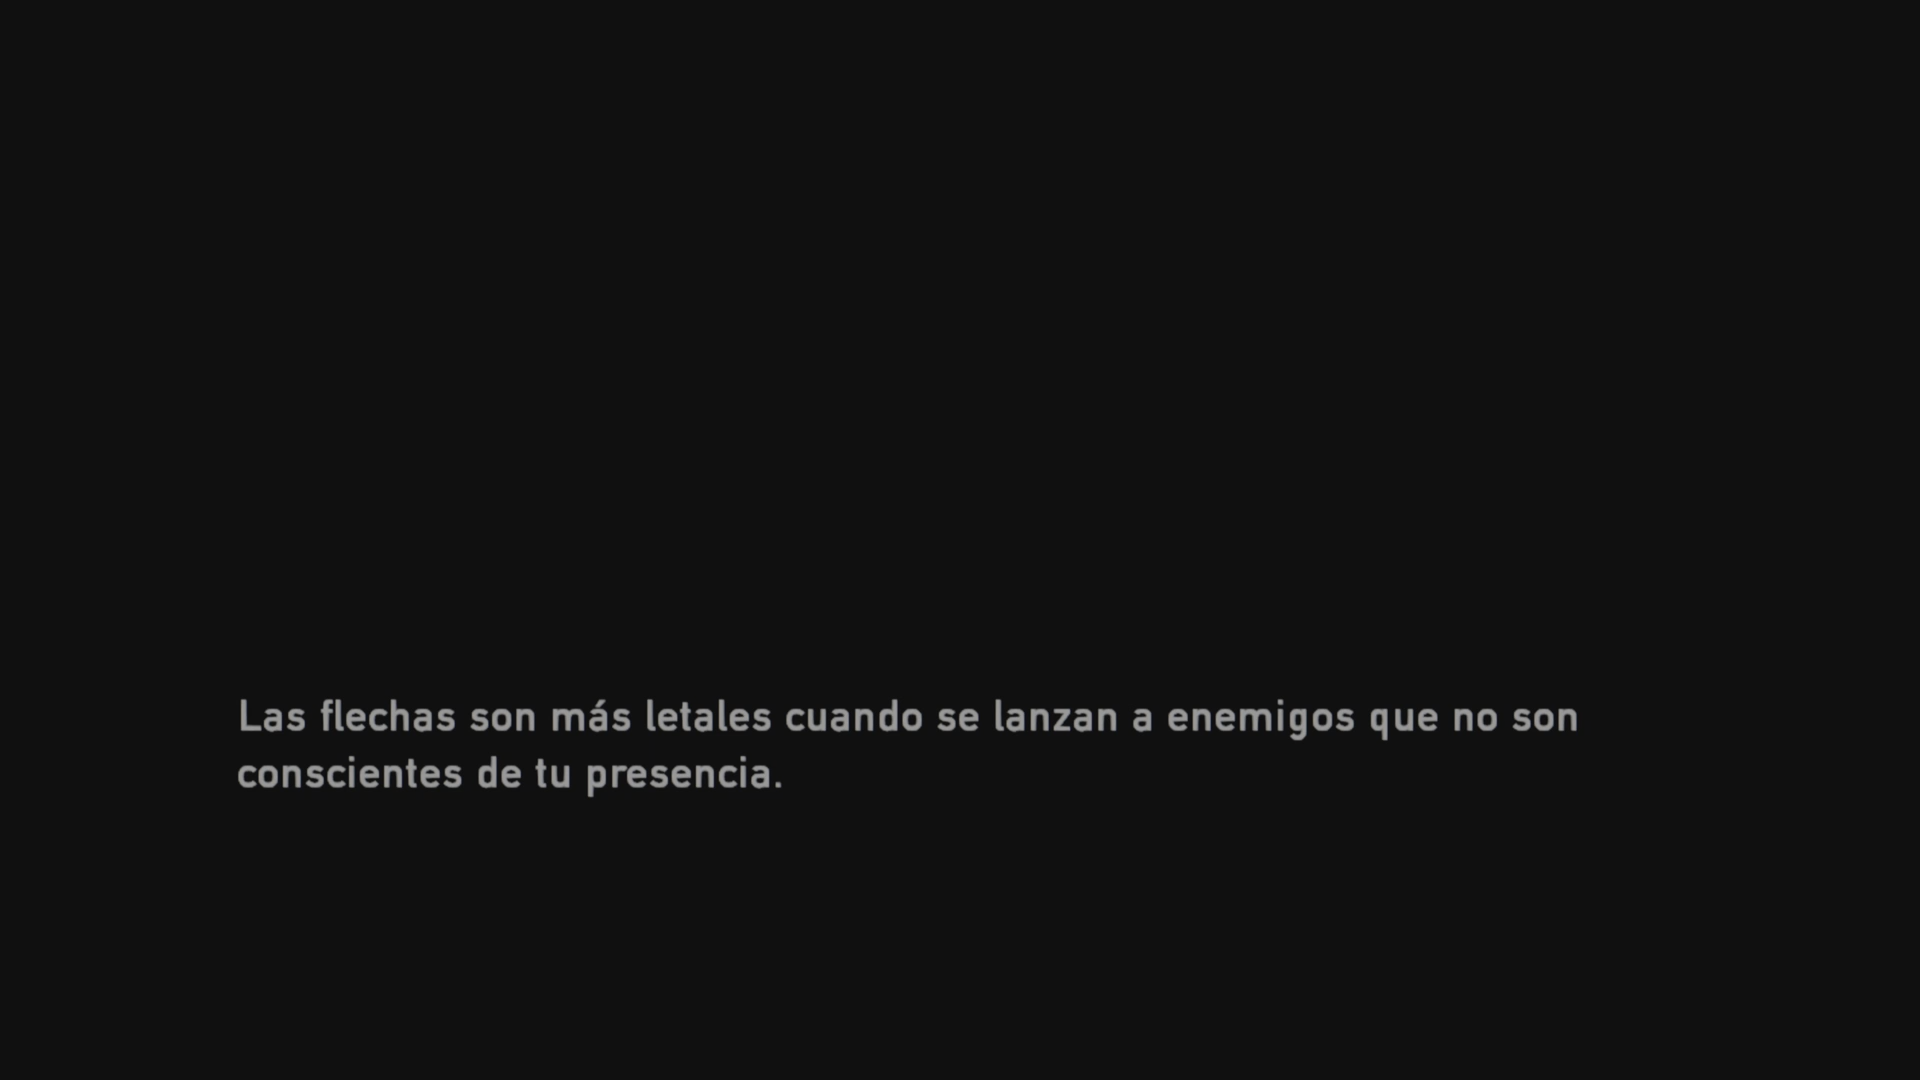 Las flechas son más letales cuando se lanzan a enemigos que no son
conscientes de tu presencia.